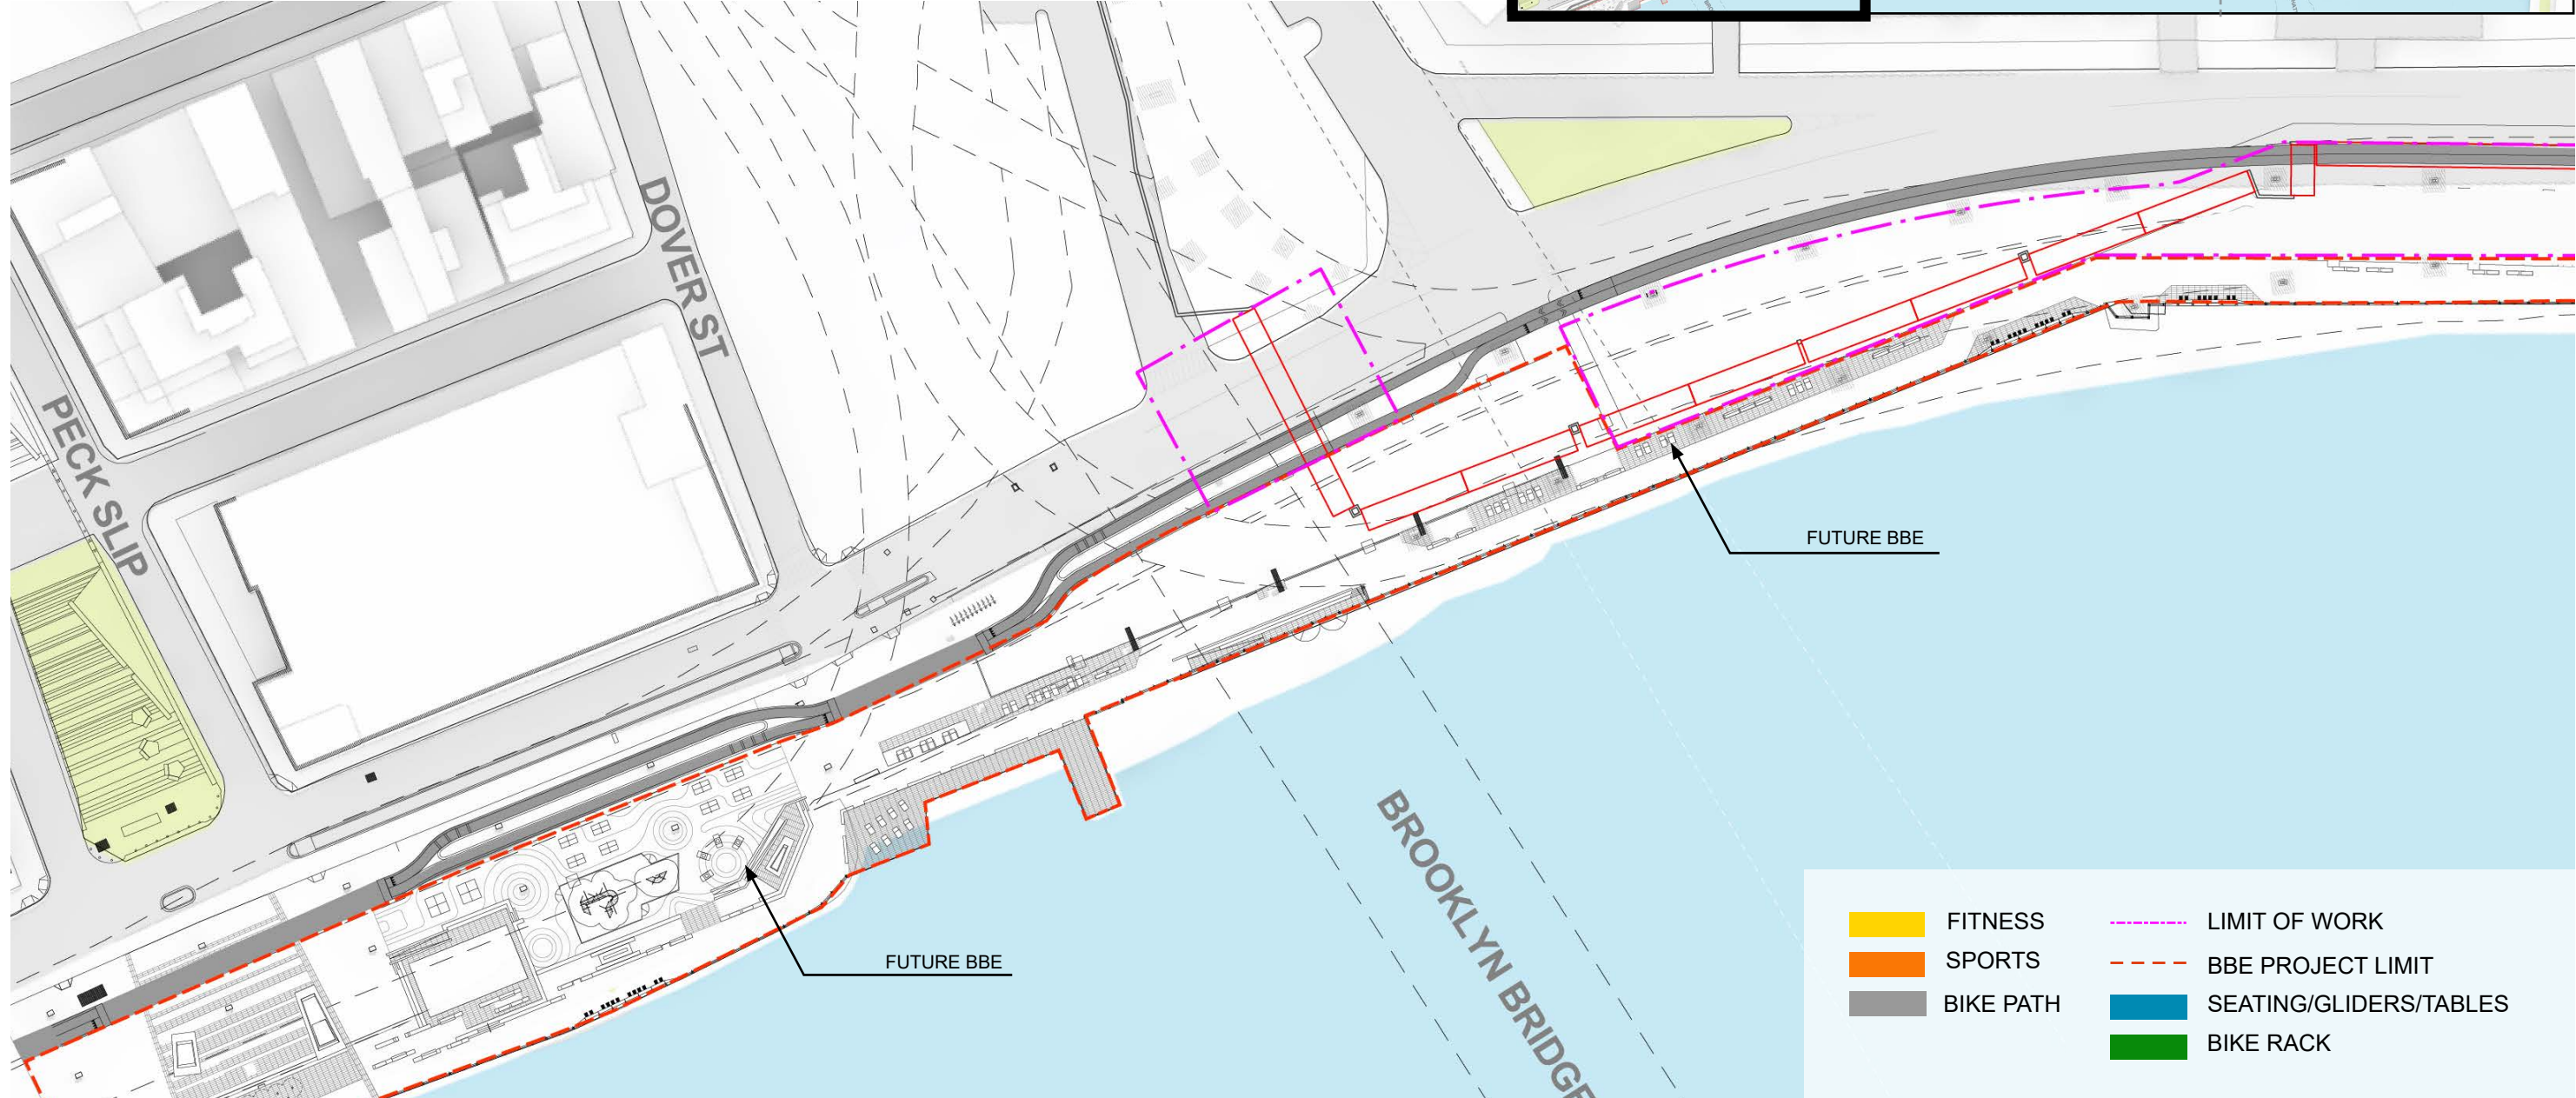 DOVER ST
PECK SLIP
FUTURE BBE
FUTURE BBE
BROOKLYN BRIDGE
FITNESS
SPORTS
BIKE PATH
LIMIT OF WORK
BBE PROJECT LIMIT
SEATING/GLIDERS/TABLES
BIKE RACK